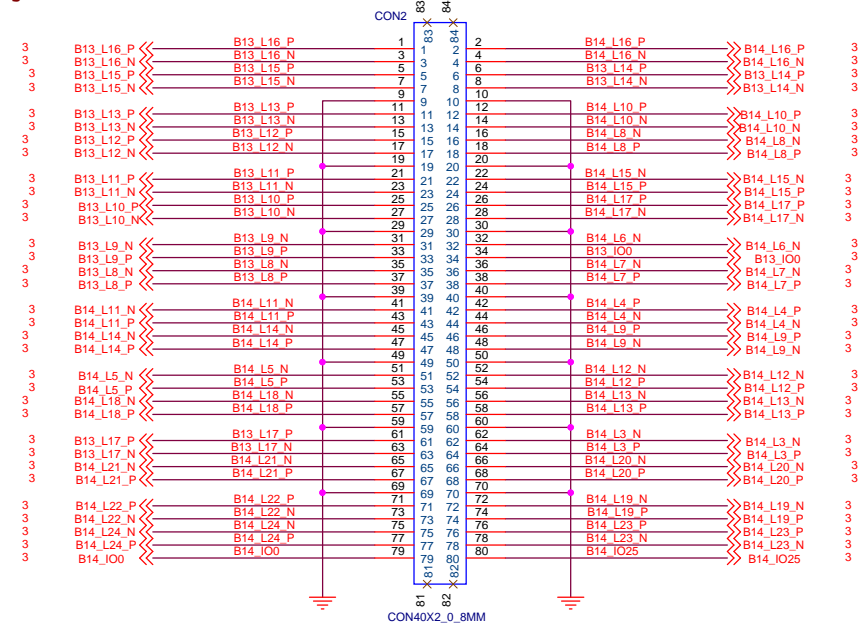 83 84
CON2
83 84
3 B13_L16_P B13_L16_P 1 1 2 2 B14_L16_P B14_L16_P 3
3 B13_L16_N B13_L16_N 3 3 4 4 B14_L16_N B14_L16_N 3
3 B13_L15_P B13_L15_P 5 5 6 6 B13_L14_P B13_L14_P 3
3 B13_L15_N B13_L15_N 7 7 8 8 B13_L14_N B13_L14_N 3
9 9 10 10
3 B13_L13_P B13_L13_P 11 11 12 12 B14_L10_P B14_L10_P 3
3 B13_L13_N B13_L13_N 13 13 14 14 B14_L10_N B14_L10_N 3
3 B13_L12_P B13_L12_P 15 15 16 16 B14_L8_N B14_L8_N 3
3 B13_L12_N B13_L12_N 17 17 18 18 B14_L8_P B14_L8_P 3
19 19 20 20
3 B13_L11_P B13_L11_P 21 21 22 22 B14_L15_N B14_L15_N 3
3 B13_L11_N B13_L11_N 23 23 24 24 B14_L15_P B14_L15_P 3
3 B13_L10_P B13_L10_P 25 25 26 26 B14_L17_P B14_L17_P 3
3 B13_L10_N B13_L10_N 27 27 28 28 B14_L17_N B14_L17_N 3
29 29 30 30
3 B13_L9_N B13_L9_N 31 31 32 32 B14_L6_N B14_L6_N 3
3 B13_L9_P B13_L9_P 33 33 34 34 B13_IO0 B13_IO0 3
3 B13_L8_N B13_L8_N 35 35 36 36 B14_L7_N B14_L7_N 3
3 B13_L8_P B13_L8_P 37 37 38 38 B14_L7_P B14_L7_P 3
39 39 40 40
3 B14_L11_N B14_L11_N 41 41 42 42 B14_L4_P B14_L4_P 3
3 B14_L11_P B14_L11_P 43 43 44 44 B14_L4_N B14_L4_N 3
3 B14_L14_N B14_L14_N 45 45 46 46 B14_L9_P B14_L9_P 3
3 B14_L14_P B14_L14_P 47 47 48 48 B14_L9_N B14_L9_N 3
49 49 50 50
3 B14_L5_N B14_L5_N 51 51 52 52 B14_L12_N B14_L12_N 3
3 B14_L5_P B14_L5_P 53 53 54 54 B14_L12_P B14_L12_P 3
3 B14_L18_N B14_L18_N 55 55 56 56 B14_L13_N B14_L13_N 3
3 B14_L18_P B14_L18_P 57 57 58 58 B14_L13_P B14_L13_P 3
59 59 60 60
3 B13_L17_P B13_L17_P 61 61 62 62 B14_L3_N B14_L3_N 3
3 B13_L17_N B13_L17_N 63 63 64 64 B14_L3_P B14_L3_P 3
3 B14_L21_N B14_L21_N 65 65 66 66 B14_L20_N B14_L20_N 3
3 B14_L21_P B14_L21_P 67 67 68 68 B14_L20_P B14_L20_P 3
69 69 70 70
3 B14_L22_P B14_L22_P 71 71 72 72 B14_L19_N B14_L19_N 3
3 B14_L22_N B14_L22_N 73 73 74 74 B14_L19_P B14_L19_P 3
3 B14_L24_N B14_L24_N 75 75 76 76 B14_L23_P B14_L23_P 3
3 B14_L24_P B14_L24_P 77 77 78 78 B14_L23_N B14_L23_N 3
3 B14_IO0 B14_IO0 79 79 80 80 B14_IO25 B14_IO25 3
81 82
81 82
CON40X2_0_8MM